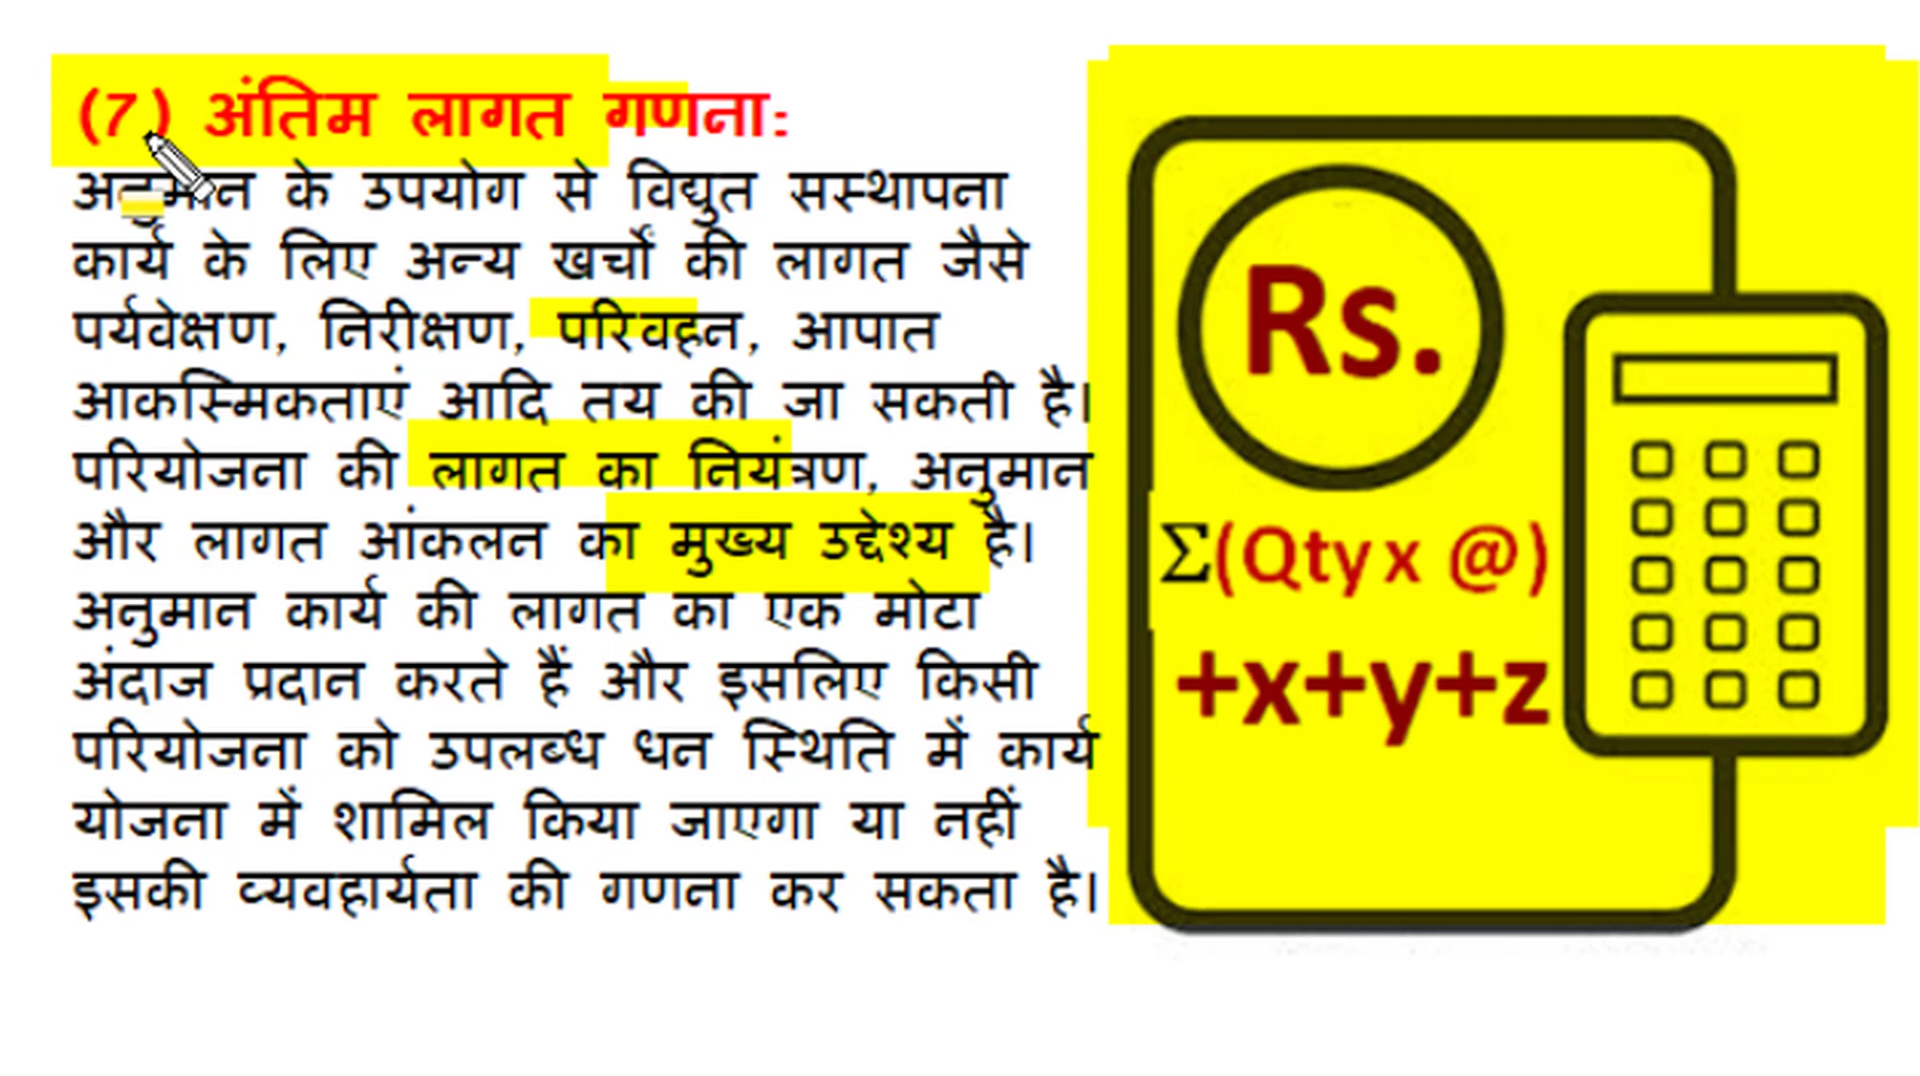 (7) अंतिम लागत गणना:
अनुमान के उपयोग से विद्युत सस्थापना
कार्य के लिए अन्य खर्चों की लागत जैसे
पर्यवेक्षण, निरीक्षण, परिवहन, आपात
आकस्मिकताएं आदि तय की जा सकती है।
परियोजना की लागत का नियंत्रण, अनुमान
और लागत आंकलन का मुख्य उद्देश्य है।
अनुमान कार्य की लागत का एक मोटा
अंदाज प्रदान करते हैं और इसलिए किसी
परियोजना को उपलब्ध धन स्थिति में कार्य
योजना में शामिल किया जाएगा या नहीं
इसकी व्यवहार्यता की गणना कर सकता है।
Rs.
Σ(Qty x @)
+x+y+z